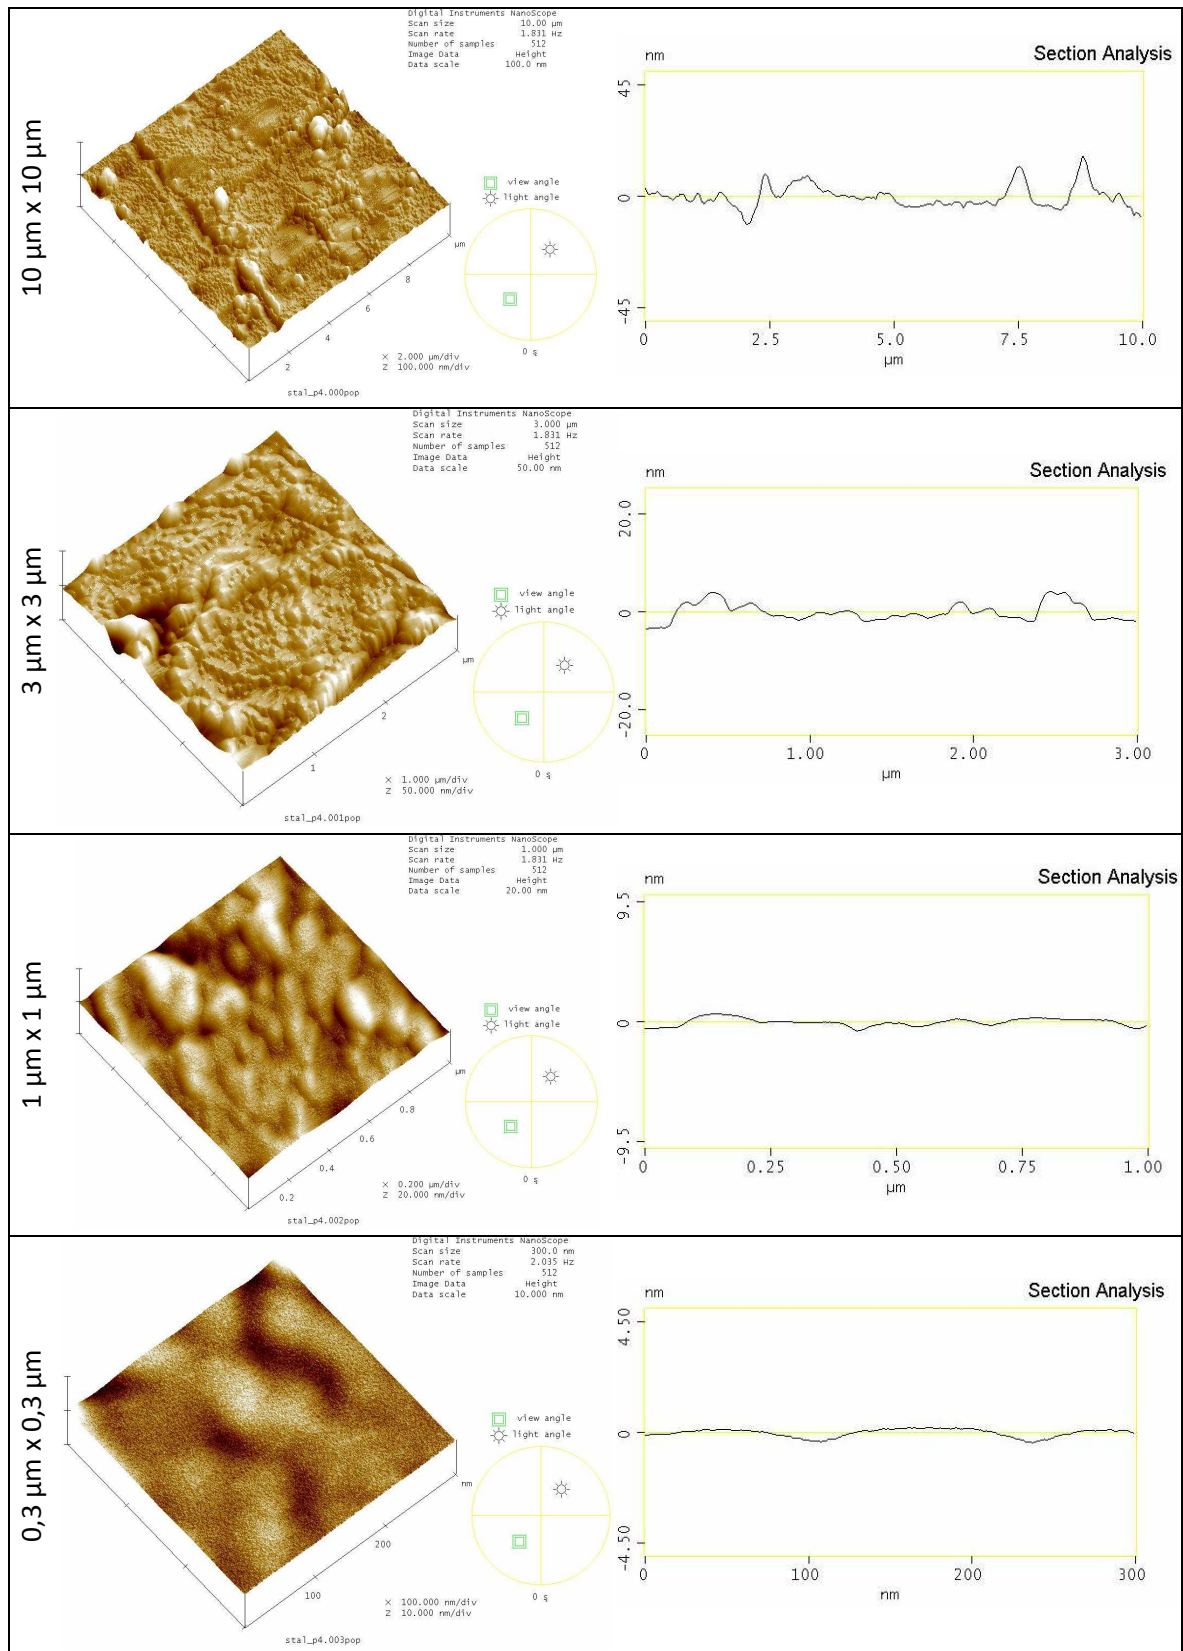 10 µm x 10 µm
Digital Instruments NanoScope
Scan size 10.00 µm
Scan rate 1.831 Hz
Number of samples 512
Image Data Height
Data scale 100.0 nm
view angle
light angle
0 §
µm
8
6
4
2
X 2.000 µm/div
Z 100.000 nm/div
stal_p4.000pop
nm
Section Analysis
45
0
-45
0 2.5 5.0 7.5 10.0
µm
3 µm x 3 µm
Digital Instruments NanoScope
Scan size 3.000 µm
Scan rate 1.831 Hz
Number of samples 512
Image Data Height
Data scale 50.00 nm
view angle
light angle
0 §
µm
2
1
X 1.000 µm/div
Z 50.000 nm/div
stal_p4.001pop
nm
Section Analysis
20.0
0
-20.0
0 1.00 2.00 3.00
µm
1 µm x 1 µm
Digital Instruments NanoScope
Scan size 1.000 µm
Scan rate 1.831 Hz
Number of samples 512
Image Data Height
Data scale 20.00 nm
view angle
light angle
0 §
µm
0.8
0.6
0.4
0.2
X 0.200 µm/div
Z 20.000 nm/div
stal_p4.002pop
nm
Section Analysis
9.5
0
-9.5
0 0.25 0.50 0.75 1.00
µm
0,3 µm x 0,3 µm
Digital Instruments NanoScope
Scan size 300.0 nm
Scan rate 2.035 Hz
Number of samples 512
Image Data Height
Data scale 10.000 nm
view angle
light angle
0 §
nm
200
100
X 100.000 nm/div
Z 10.000 nm/div
stal_p4.003pop
nm
Section Analysis
4.50
0
-4.50
0 100 200 300
nm